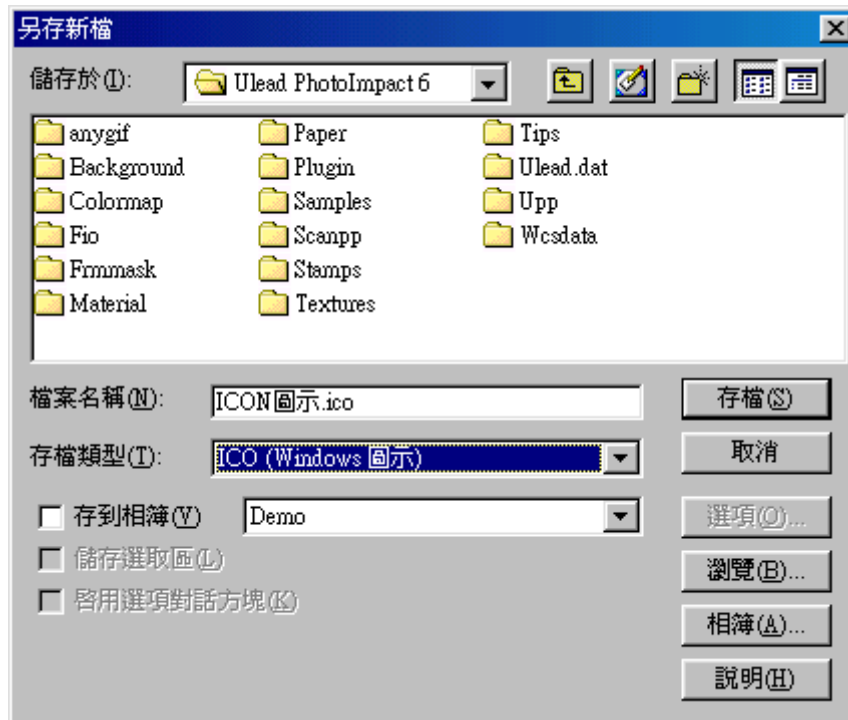 另存新檔
儲存於(I):
Ulead PhotoImpact 6
anygif
Background
Colormap
Fio
Frmmask
Material
Paper
Plugin
Samples
Scanpp
Stamps
Textures
Tips
Ulead.dat
Upp
Wcsdata
檔案名稱(N):
ICON圖示.ico
存檔(S)
存檔類型(T):
ICO (Windows 圖示)
取消
存到相簿(Y)
Demo
選項(O)...
儲存選取區(L)
瀏覽(B)...
啟用選項對話方塊(K)
相簿(A)...
說明(H)